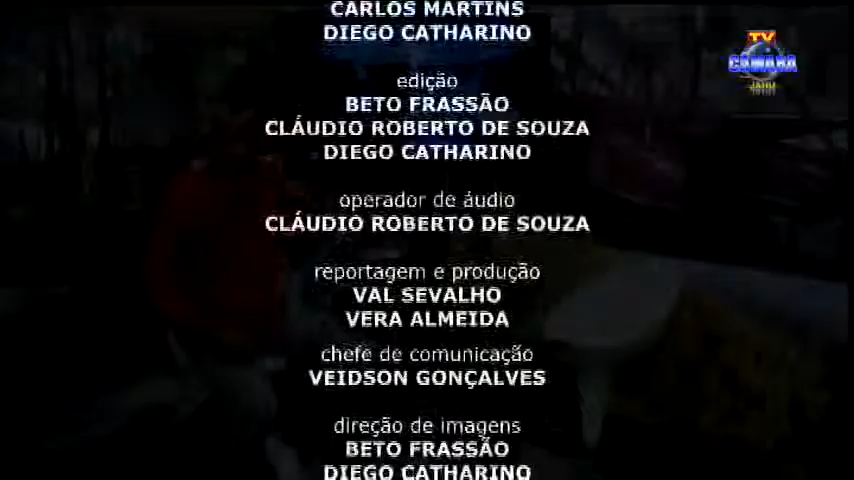 CARLOS MARTINS
DIEGO CATHARINO
TV
CAMARA
JAHU
edição
BETO FRASSÃO
CLÁUDIO ROBERTO DE SOUZA
DIEGO CATHARINO
operador de áudio
CLÁUDIO ROBERTO DE SOUZA
reportagem e produção
VAL SEVALHO
VERA ALMEIDA
chefe de comunicação
VEIDSON GONÇALVES
direção de imagens
BETO FRASSÃO
DIEGO CATHARINO